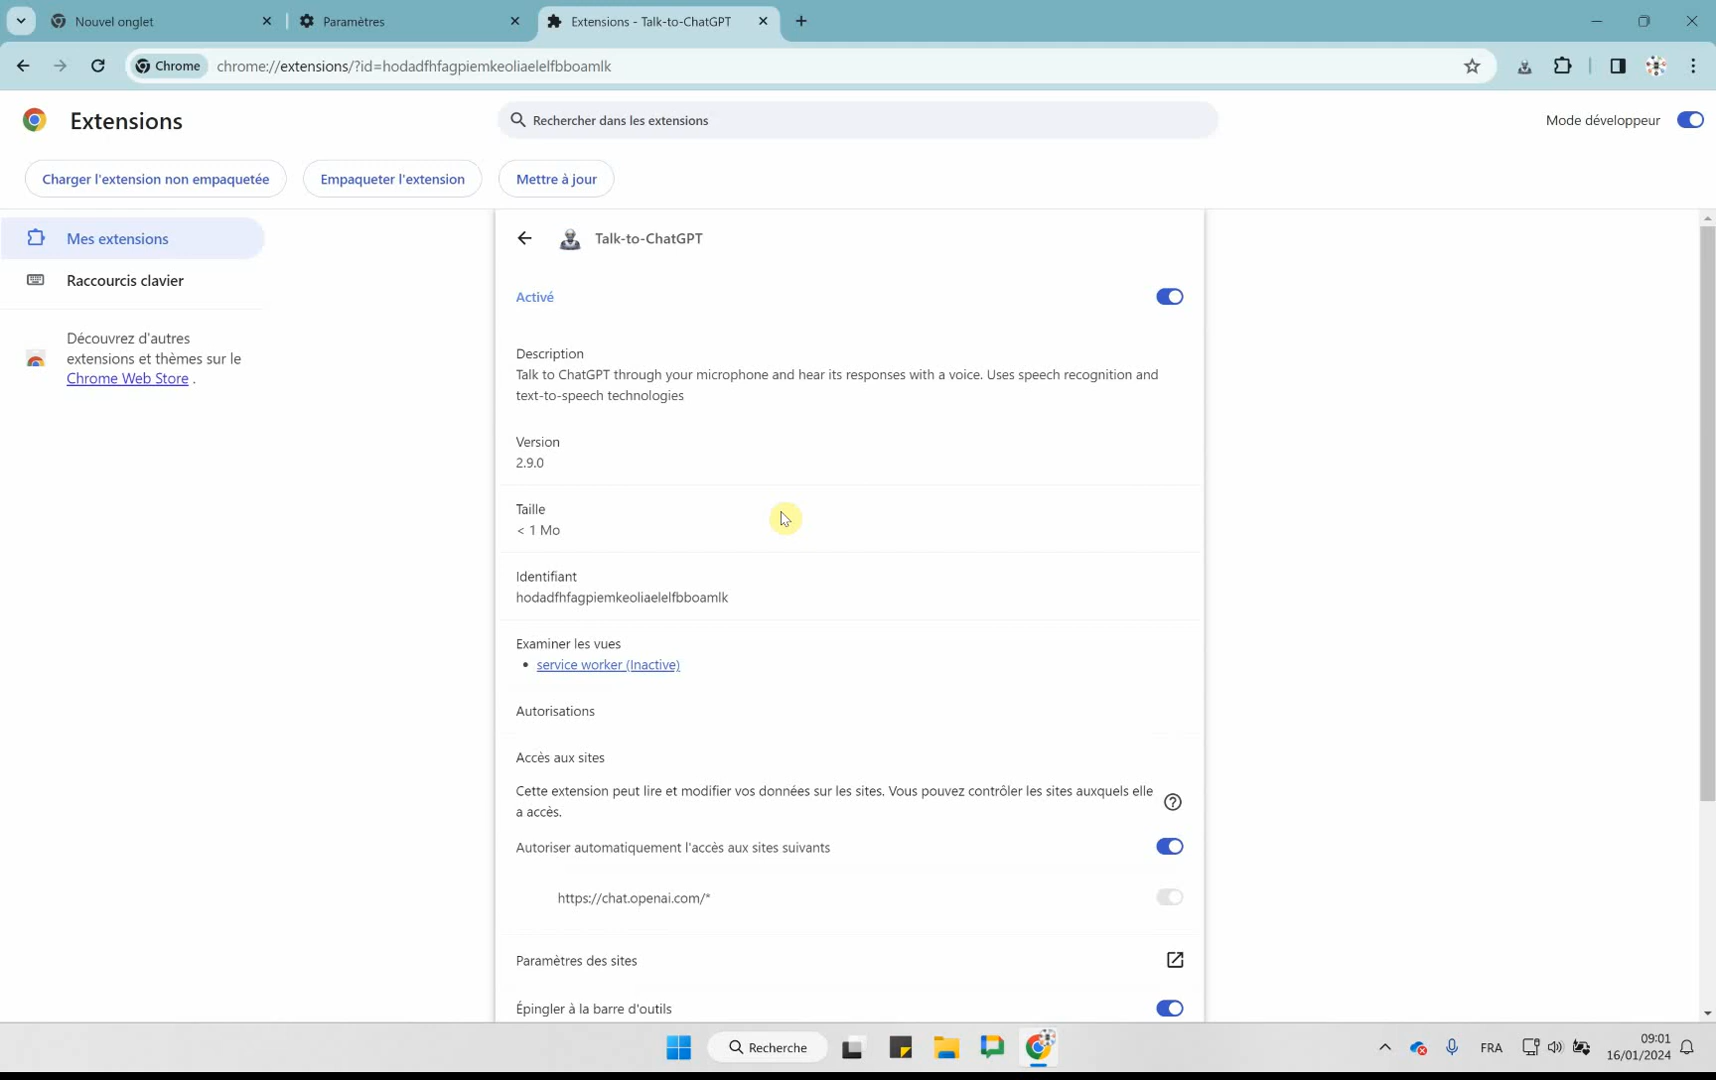 Nouvel onglet
Paramètres
Extensions - Talk-to-ChatGPT
Chrome
chrome://extensions/?id=hodadfhfagpiemkeoliaelelfbboamlk
Extensions
Rechercher dans les extensions
Mode développeur
Charger l'extension non empaquetée
Empaqueter l'extension
Mettre à jour
Mes extensions
Raccourcis clavier
Découvrez d'autres
extensions et thèmes sur le
Chrome Web Store .
Talk-to-ChatGPT
Activé
Description
Talk to ChatGPT through your microphone and hear its responses with a voice. Uses speech recognition and
text-to-speech technologies
Version
2.9.0
Taille
< 1 Mo
Identifiant
hodadfhfagpiemkeoliaelelfbboamlk
Examiner les vues
• service worker (Inactive)
Autorisations
Accès aux sites
Cette extension peut lire et modifier vos données sur les sites. Vous pouvez contrôler les sites auxquels elle
a accès.
Autoriser automatiquement l'accès aux sites suivants
https://chat.openai.com/*
Paramètres des sites
Épingler à la barre d'outils
Recherche
FRA
09:01
16/01/2024